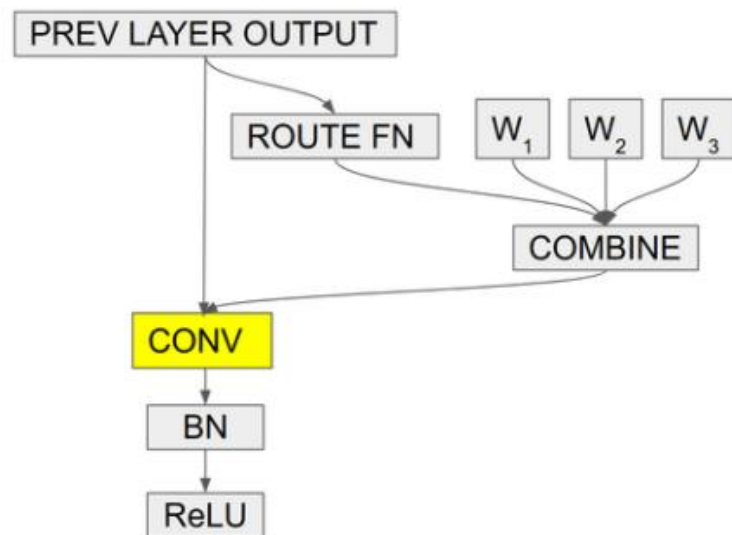 PREV LAYER OUTPUT
ROUTE FN
W₁ W₂ W₃
COMBINE
CONV
BN
ReLU